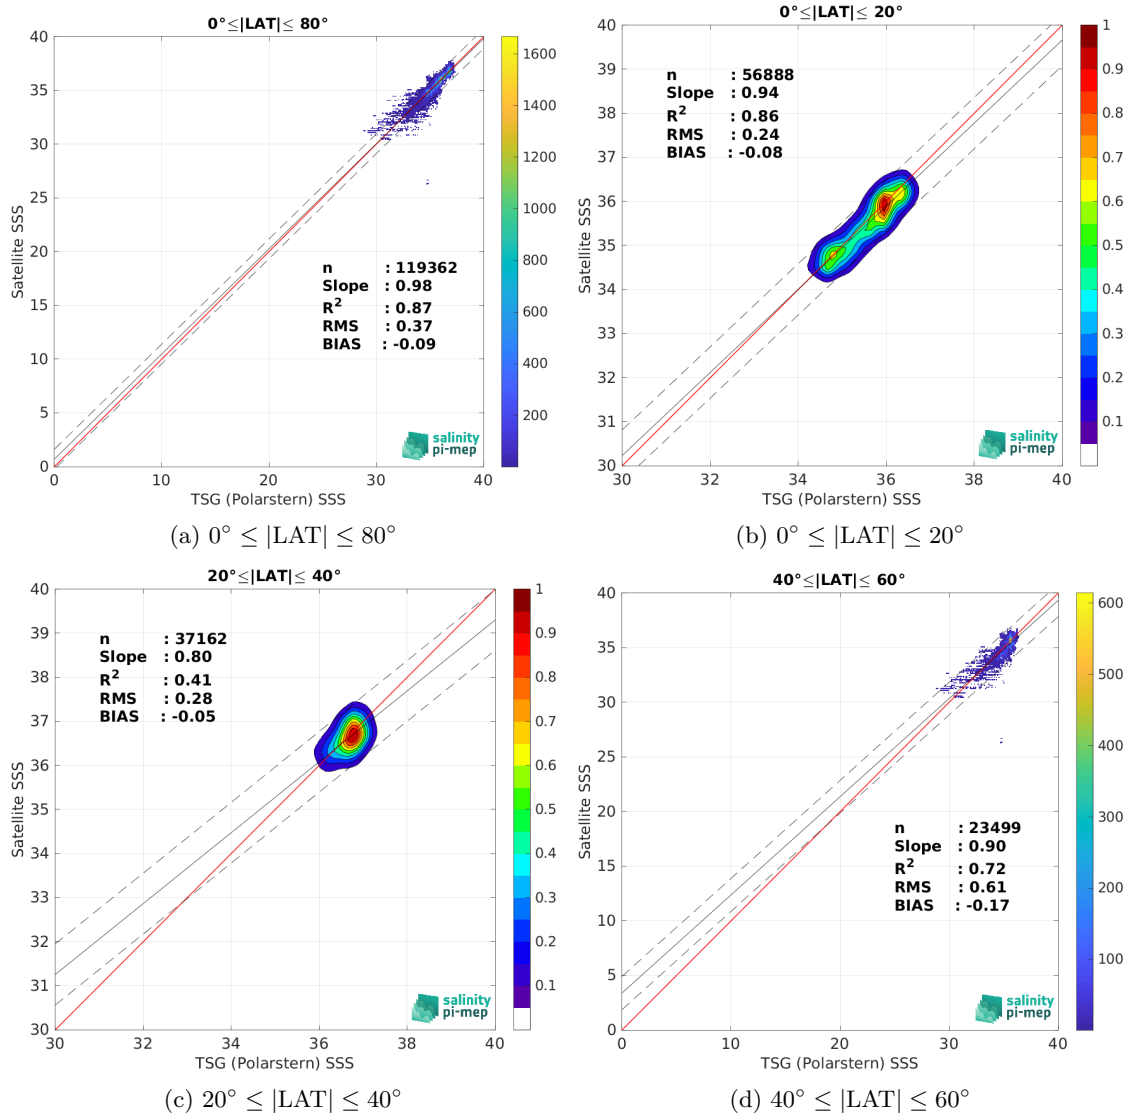 0°≤|LAT|≤ 80°
40
35
30
25
20
15
10
5
0
0
10
20
30
40
Satellite SSS
TSG (Polarstern) SSS
n : 119362
Slope : 0.98
R2 : 0.87
RMS : 0.37
BIAS : -0.09
salinity
pi-mep
1600
1400
1200
1000
800
600
400
200
(a) 0° ≤ |LAT| ≤ 80°
0°≤|LAT|≤ 20°
40
39
38
37
36
35
34
33
32
31
30
30
32
34
36
38
40
Satellite SSS
TSG (Polarstern) SSS
n : 56888
Slope : 0.94
R2 : 0.86
RMS : 0.24
BIAS : -0.08
salinity
pi-mep
1
0.9
0.8
0.7
0.6
0.5
0.4
0.3
0.2
0.1
(b) 0° ≤ |LAT| ≤ 20°
20°≤|LAT|≤ 40°
40
39
38
37
36
35
34
33
32
31
30
30
32
34
36
38
40
Satellite SSS
TSG (Polarstern) SSS
n : 37162
Slope : 0.80
R2 : 0.41
RMS : 0.28
BIAS : -0.05
salinity
pi-mep
1
0.9
0.8
0.7
0.6
0.5
0.4
0.3
0.2
0.1
(c) 20° ≤ |LAT| ≤ 40°
40°≤|LAT|≤ 60°
40
35
30
25
20
15
10
5
0
0
10
20
30
40
Satellite SSS
TSG (Polarstern) SSS
n : 23499
Slope : 0.90
R2 : 0.72
RMS : 0.61
BIAS : -0.17
salinity
pi-mep
600
500
400
300
200
100
(d) 40° ≤ |LAT| ≤ 60°